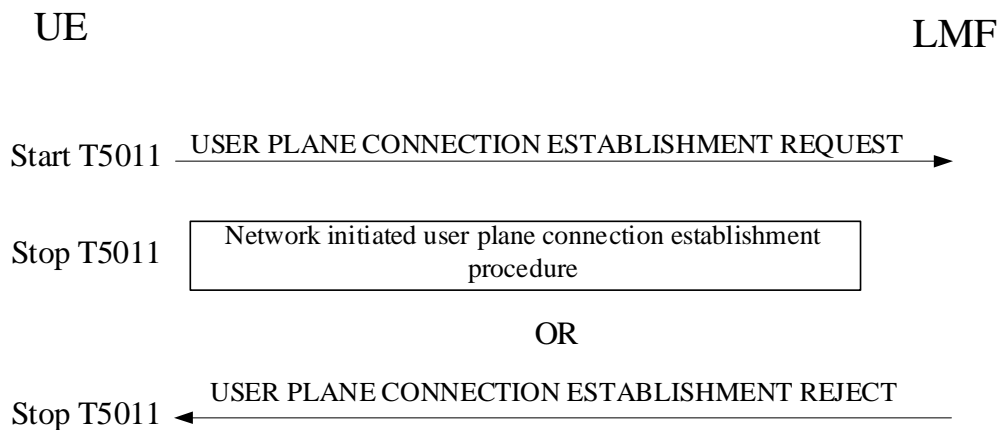 UE
LMF
Start T5011
USER PLANE CONNECTION ESTABLISHMENT REQUEST
Stop T5011
Network initiated user plane connection establishment
procedure
OR
Stop T5011
USER PLANE CONNECTION ESTABLISHMENT REJECT